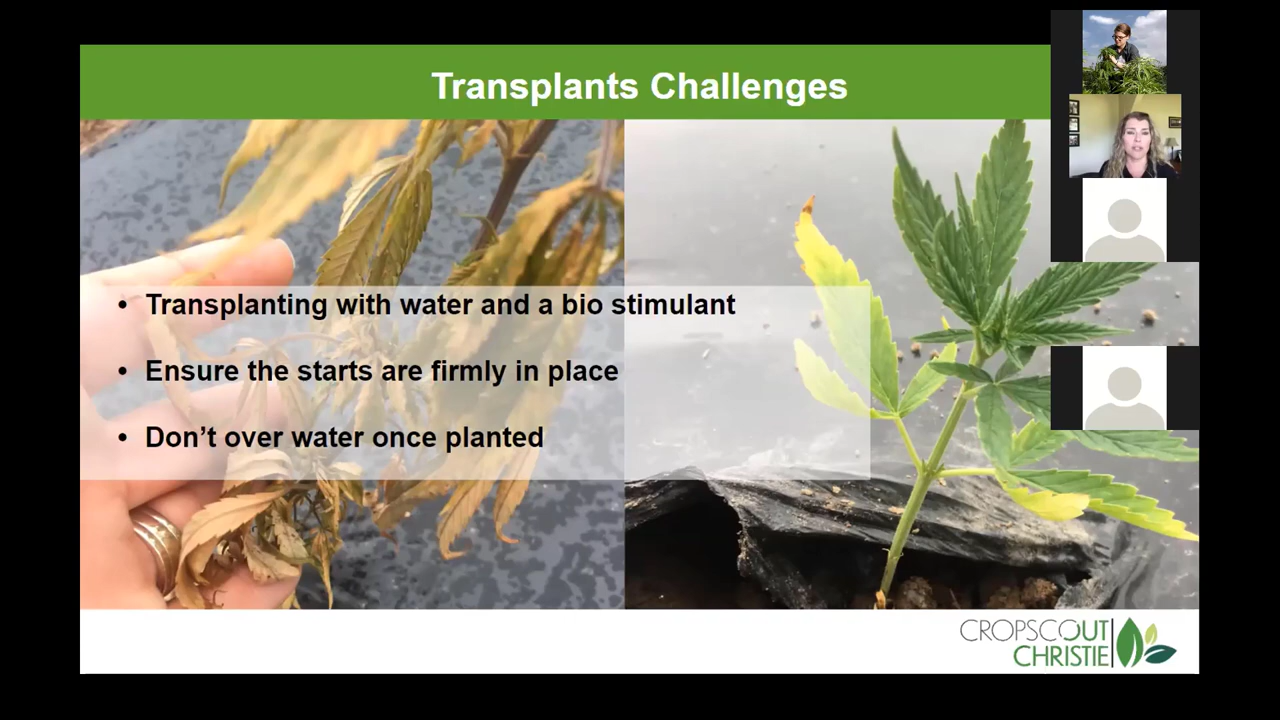 Transplants Challenges
• Transplanting with water and a bio stimulant
• Ensure the starts are firmly in place
• Don’t over water once planted
CROPSCOUT
CHRISTIE